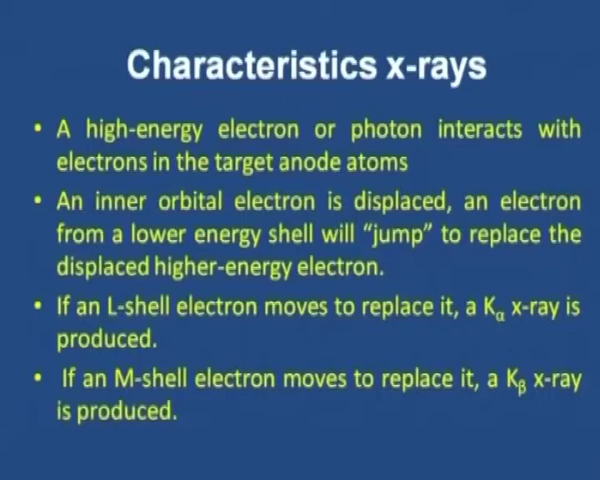 Characteristics x-rays
• A high-energy electron or photon interacts with
electrons in the target anode atoms
• An inner orbital electron is displaced, an electron
from a lower energy shell will “jump” to replace the
displaced higher-energy electron.
• If an L-shell electron moves to replace it, a Kα x-ray is
produced.
• If an M-shell electron moves to replace it, a Kβ x-ray
is produced.